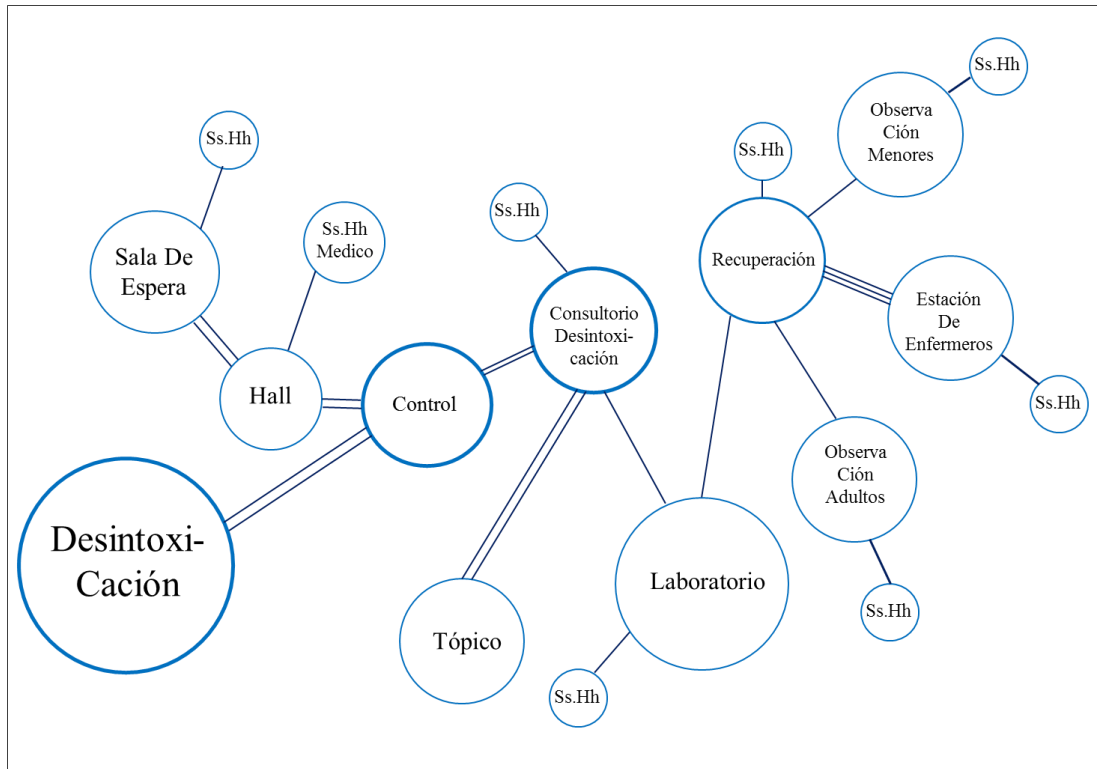 Ss.Hh
Sala De
Espera
Ss.Hh
Medico
Hall
Control
Desintoxi-
Cación
Ss.Hh
Consultorio
Desintoxi-
cación
Tópico
Laboratorio
Ss.Hh
Ss.Hh
Recuperación
Observa
Ción
Menores
Ss.Hh
Estación
De
Enfermeros
Ss.Hh
Observa
Ción
Adultos
Ss.Hh